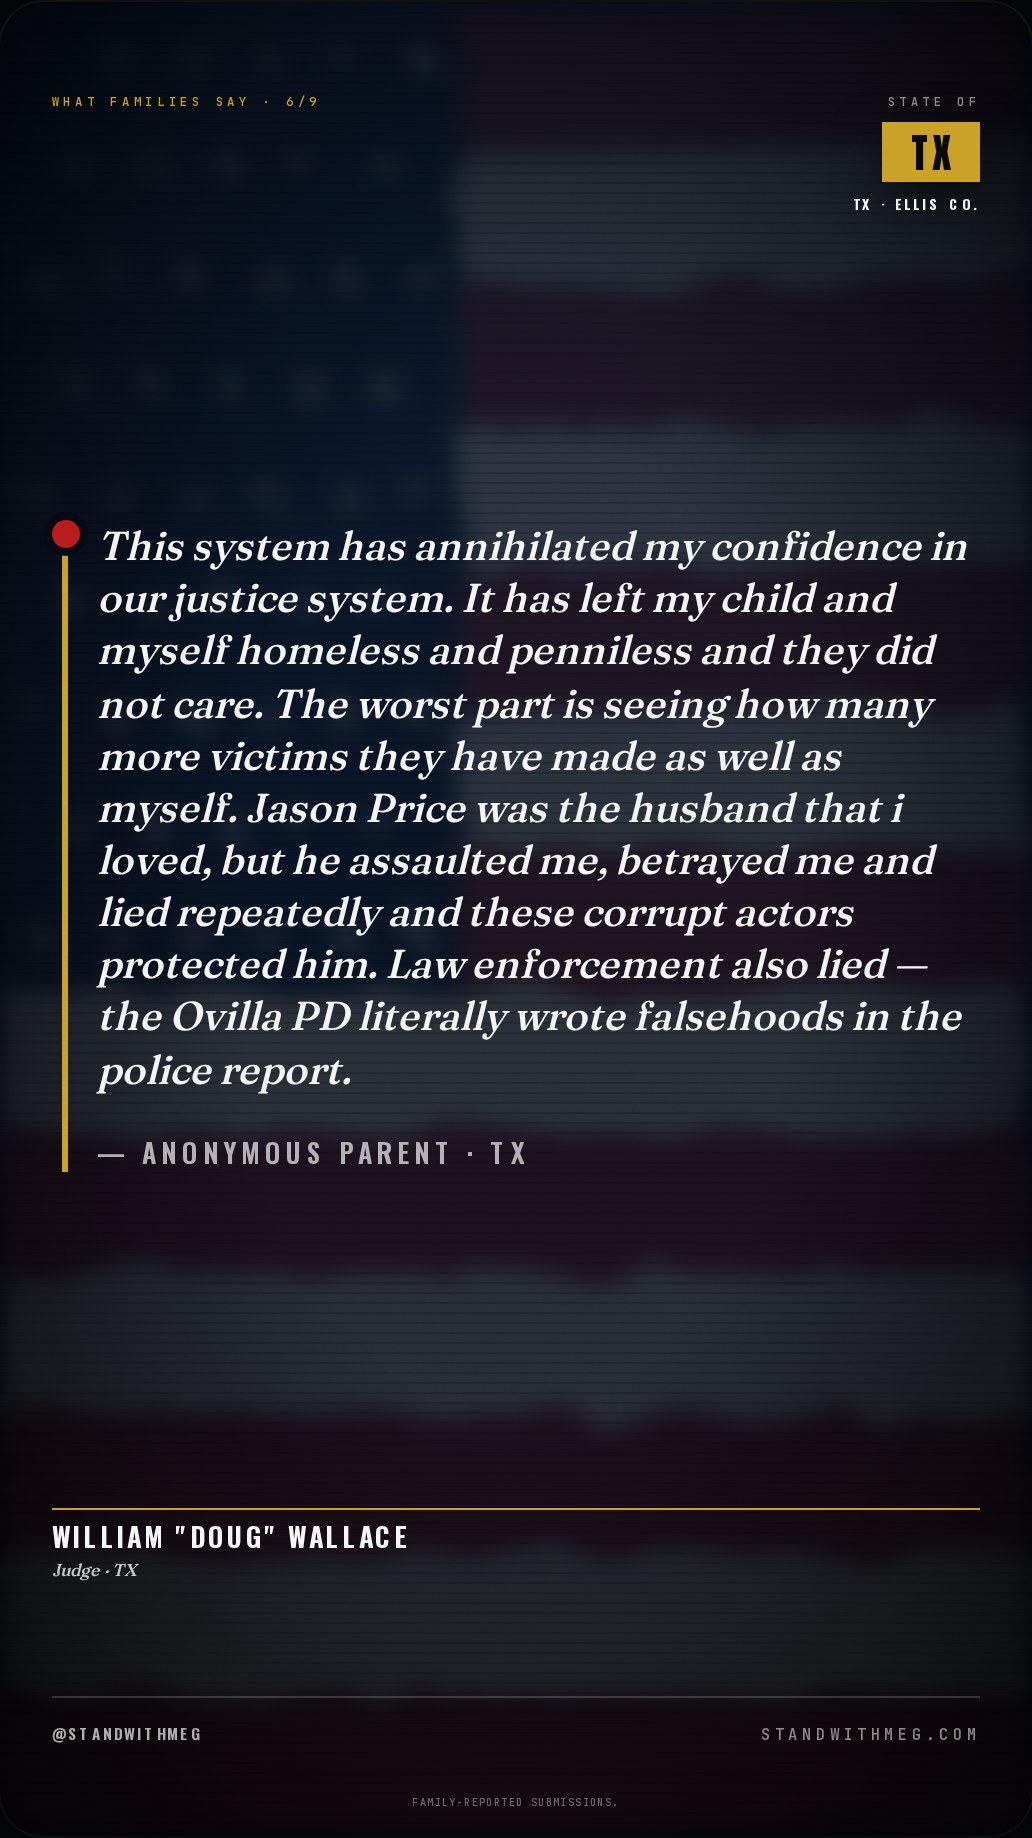 WHAT FAMILIES SAY · 6/9
STATE OF
TX
TX · ELLIS CO.
This system has annihilated my confidence in
our justice system. It has left my child and
myself homeless and penniless and they did
not care. The worst part is seeing how many
more victims they have made as well as
myself. Jason Price was the husband that i
loved, but he assaulted me, betrayed me and
lied repeatedly and these corrupt actors
protected him. Law enforcement also lied —
the Ovilla PD literally wrote falsehoods in the
police report.
— ANONYMOUS PARENT · TX
WILLIAM "DOUG" WALLACE
Judge · TX
@STANDWITHMEG
STANDWITHMEG.COM
FAMILY-REPORTED SUBMISSIONS.